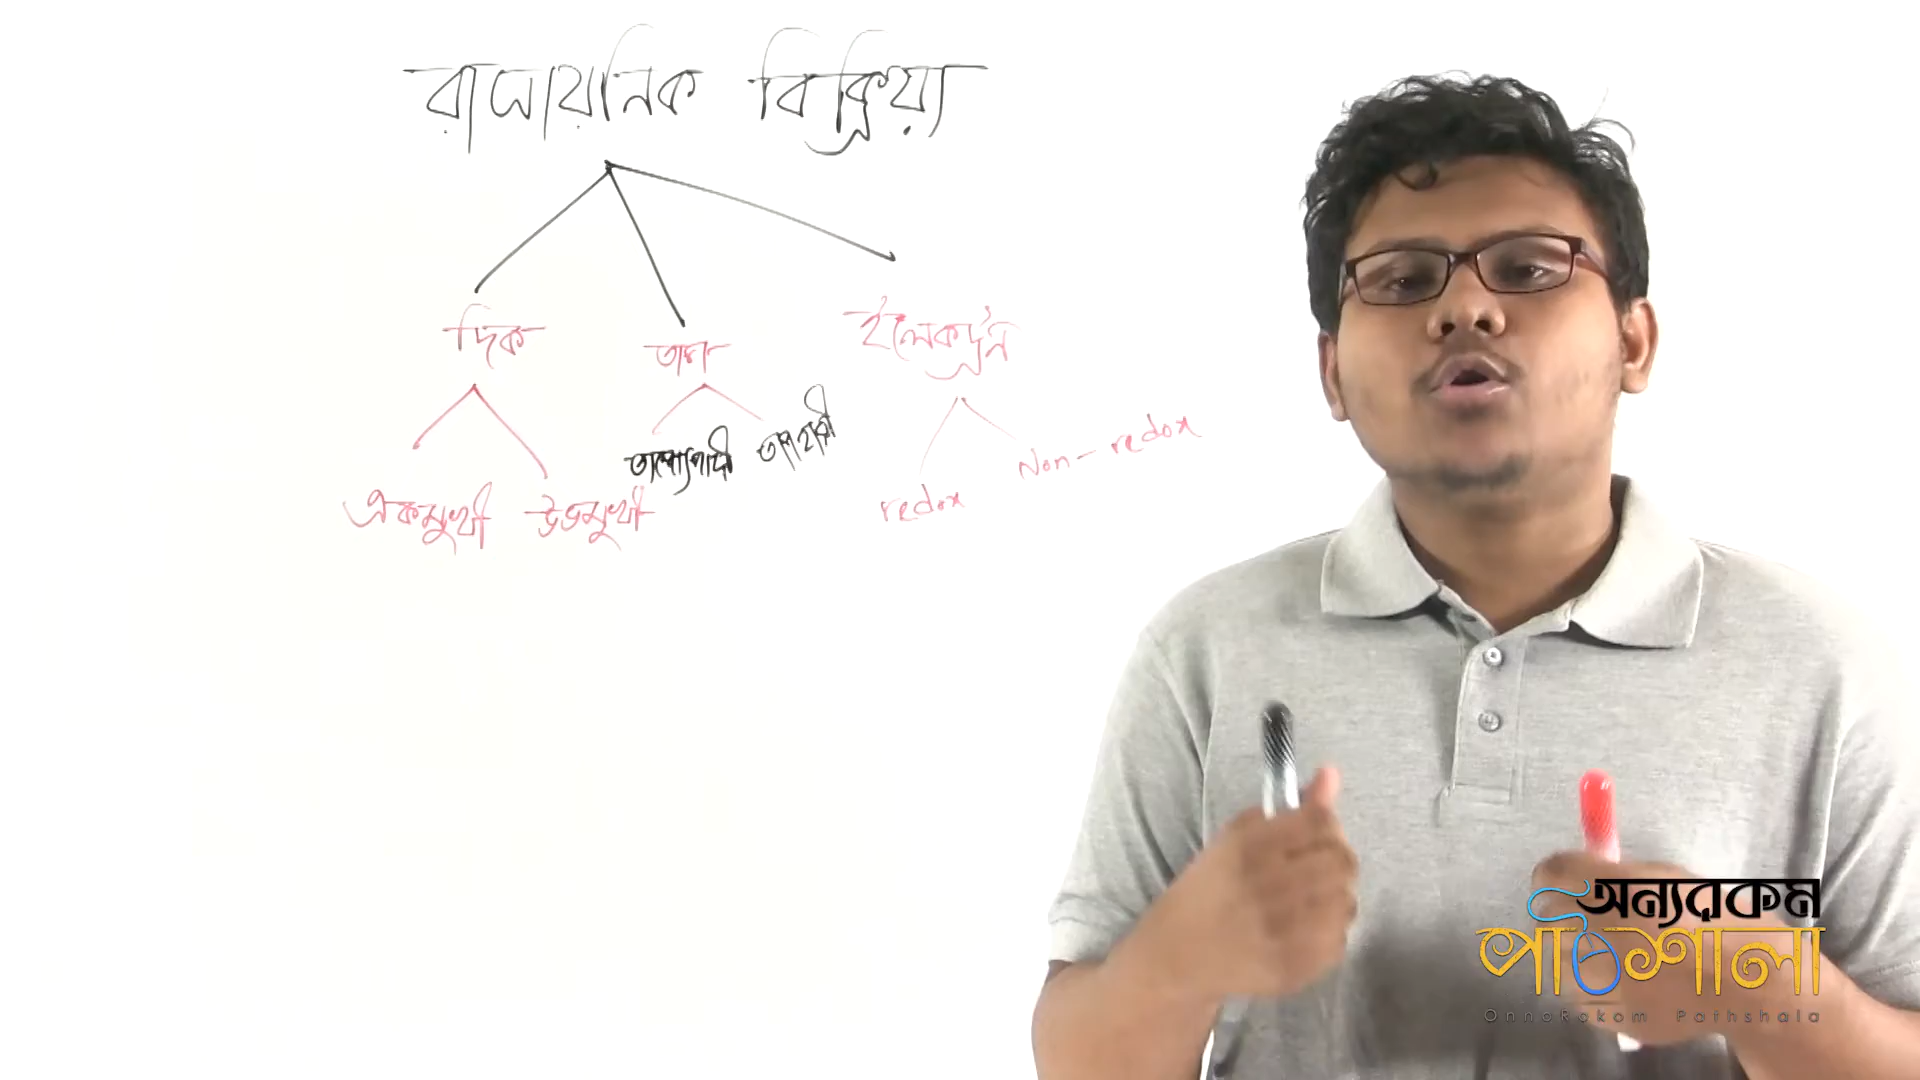 রাসায়নিক বিক্রিয়া
দিক তাপ ইলেকট্রন
তাপোৎপাদী তাপহারী Non-redox
একমুখী উভমুখী redox
অন্যরকম
পাঠশালা
OnnoRokom Pathshala